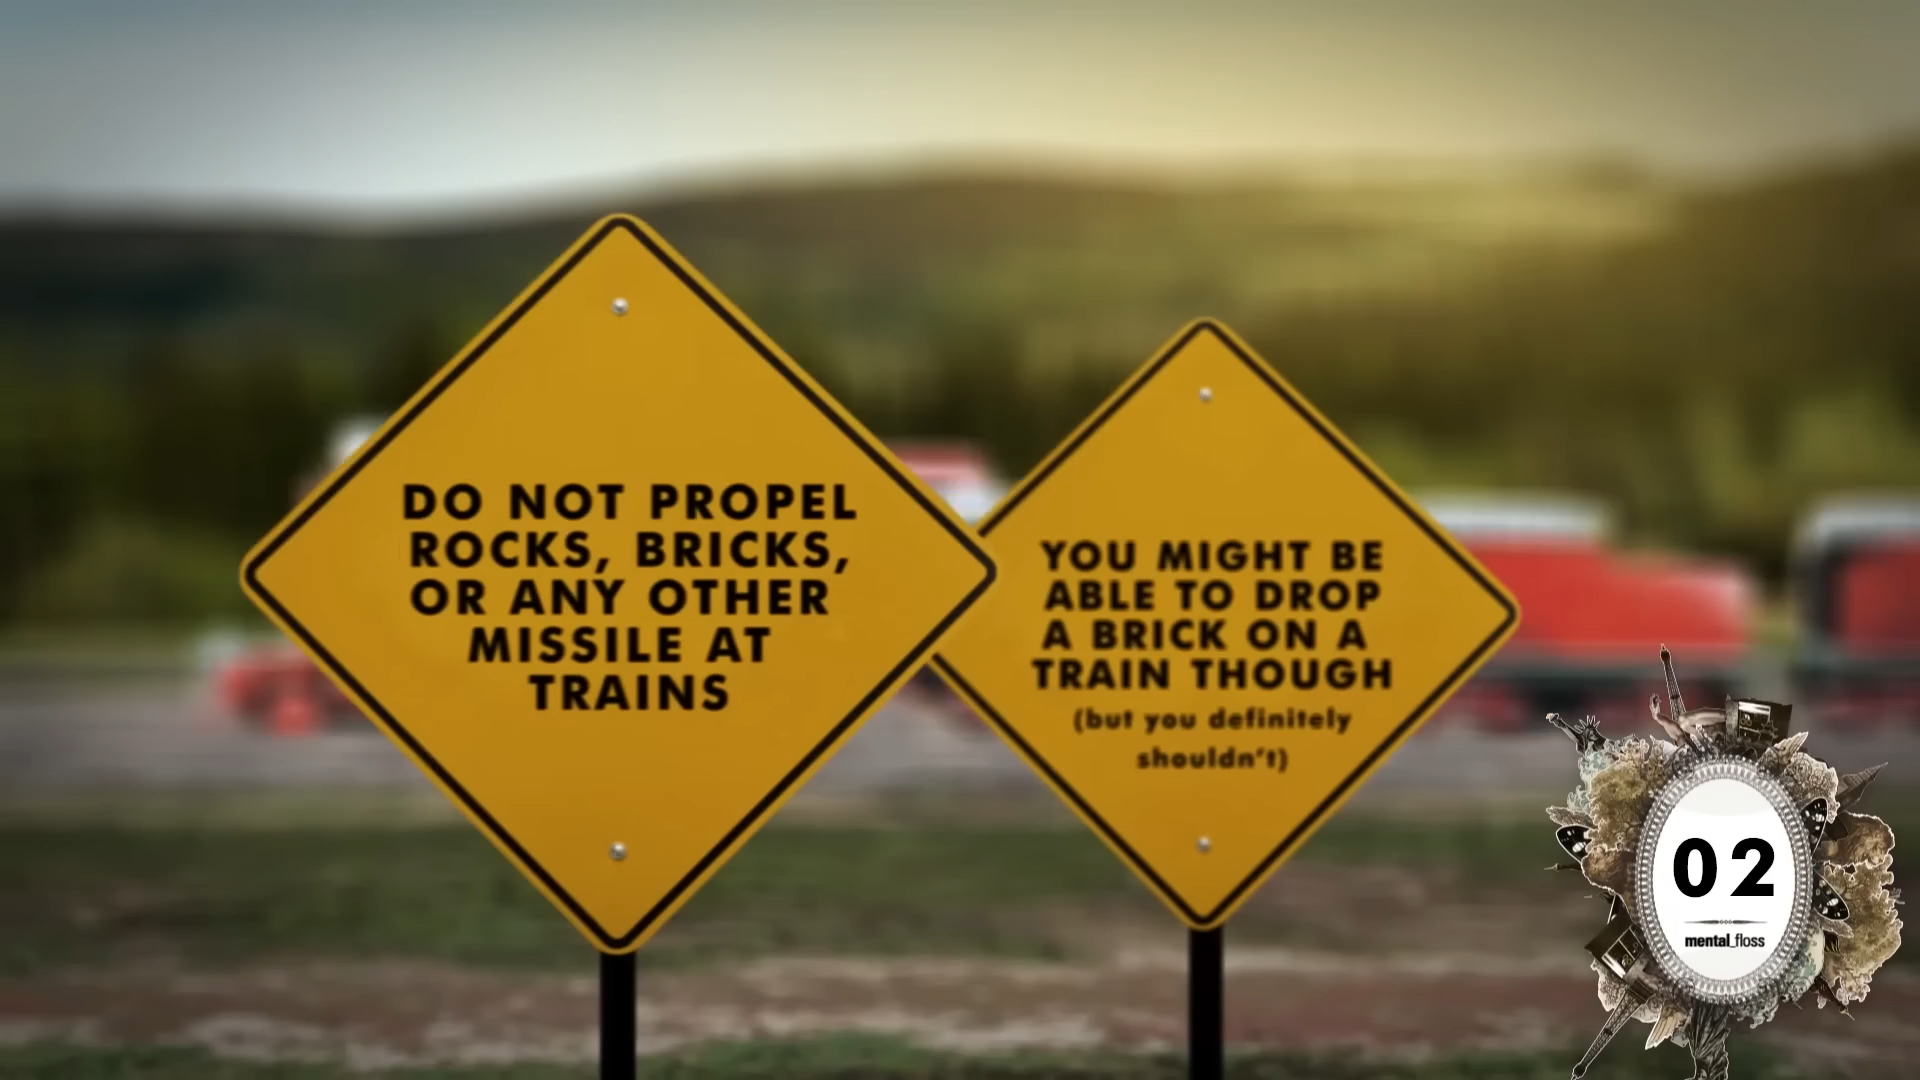 DO NOT PROPEL
ROCKS, BRICKS,
OR ANY OTHER
MISSILE AT
TRAINS
YOU MIGHT BE
ABLE TO DROP
A BRICK ON A
TRAIN THOUGH
(but you definitely
shouldn't)
02
mental_floss